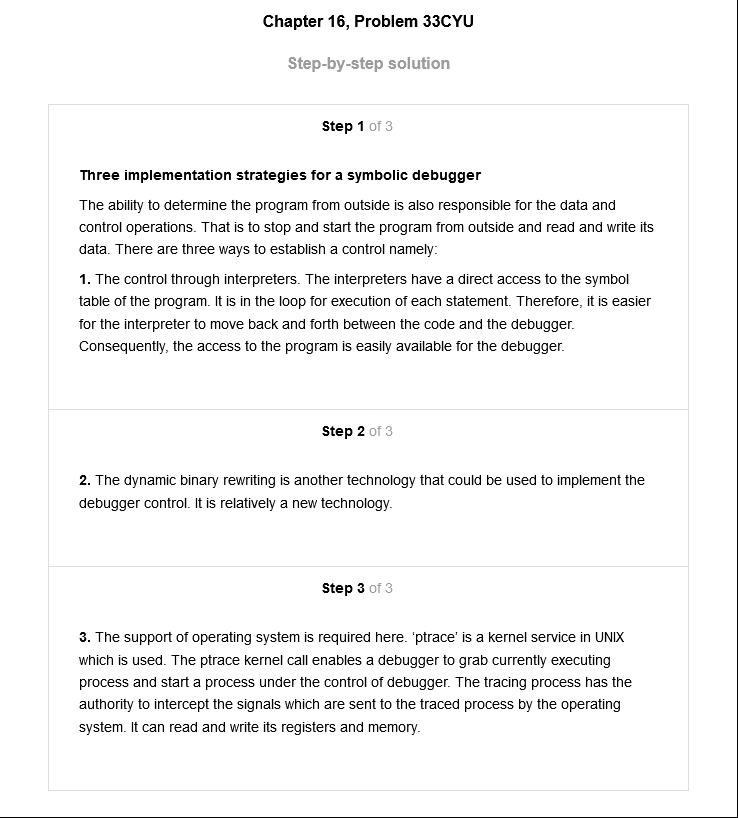 Chapter 16, Problem 33CYU
Step-by-step solution
Step 1 of 3
Three implementation strategies for a symbolic debugger
The ability to determine the program from outside is also responsible for the data and
control operations. That is to stop and start the program from outside and read and write its
data. There are three ways to establish a control namely:
1. The control through interpreters. The interpreters have a direct access to the symbol
table of the program. It is in the loop for execution of each statement. Therefore, it is easier
for the interpreter to move back and forth between the code and the debugger.
Consequently, the access to the program is easily available for the debugger.
Step 2 of 3
2. The dynamic binary rewriting is another technology that could be used to implement the
debugger control. It is relatively a new technology.
Step 3 of 3
3. The support of operating system is required here. ‘ptrace’ is a kernel service in UNIX
which is used. The ptrace kernel call enables a debugger to grab currently executing
process and start a process under the control of debugger. The tracing process has the
authority to intercept the signals which are sent to the traced process by the operating
system. It can read and write its registers and memory.